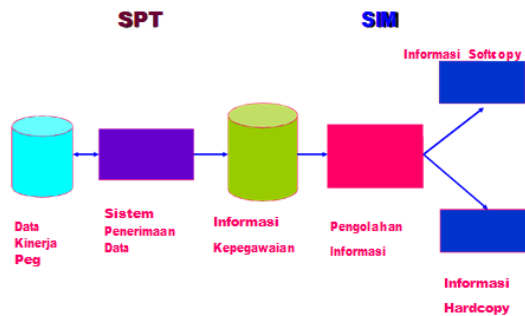 SPT
SIM
Informasi Softcopy
Data
Kinerja
Peg
Sistem
Penerimaan
Data
Informasi
Kepegawaian
Pengolahan
Informasi
Informasi
Hardcopy